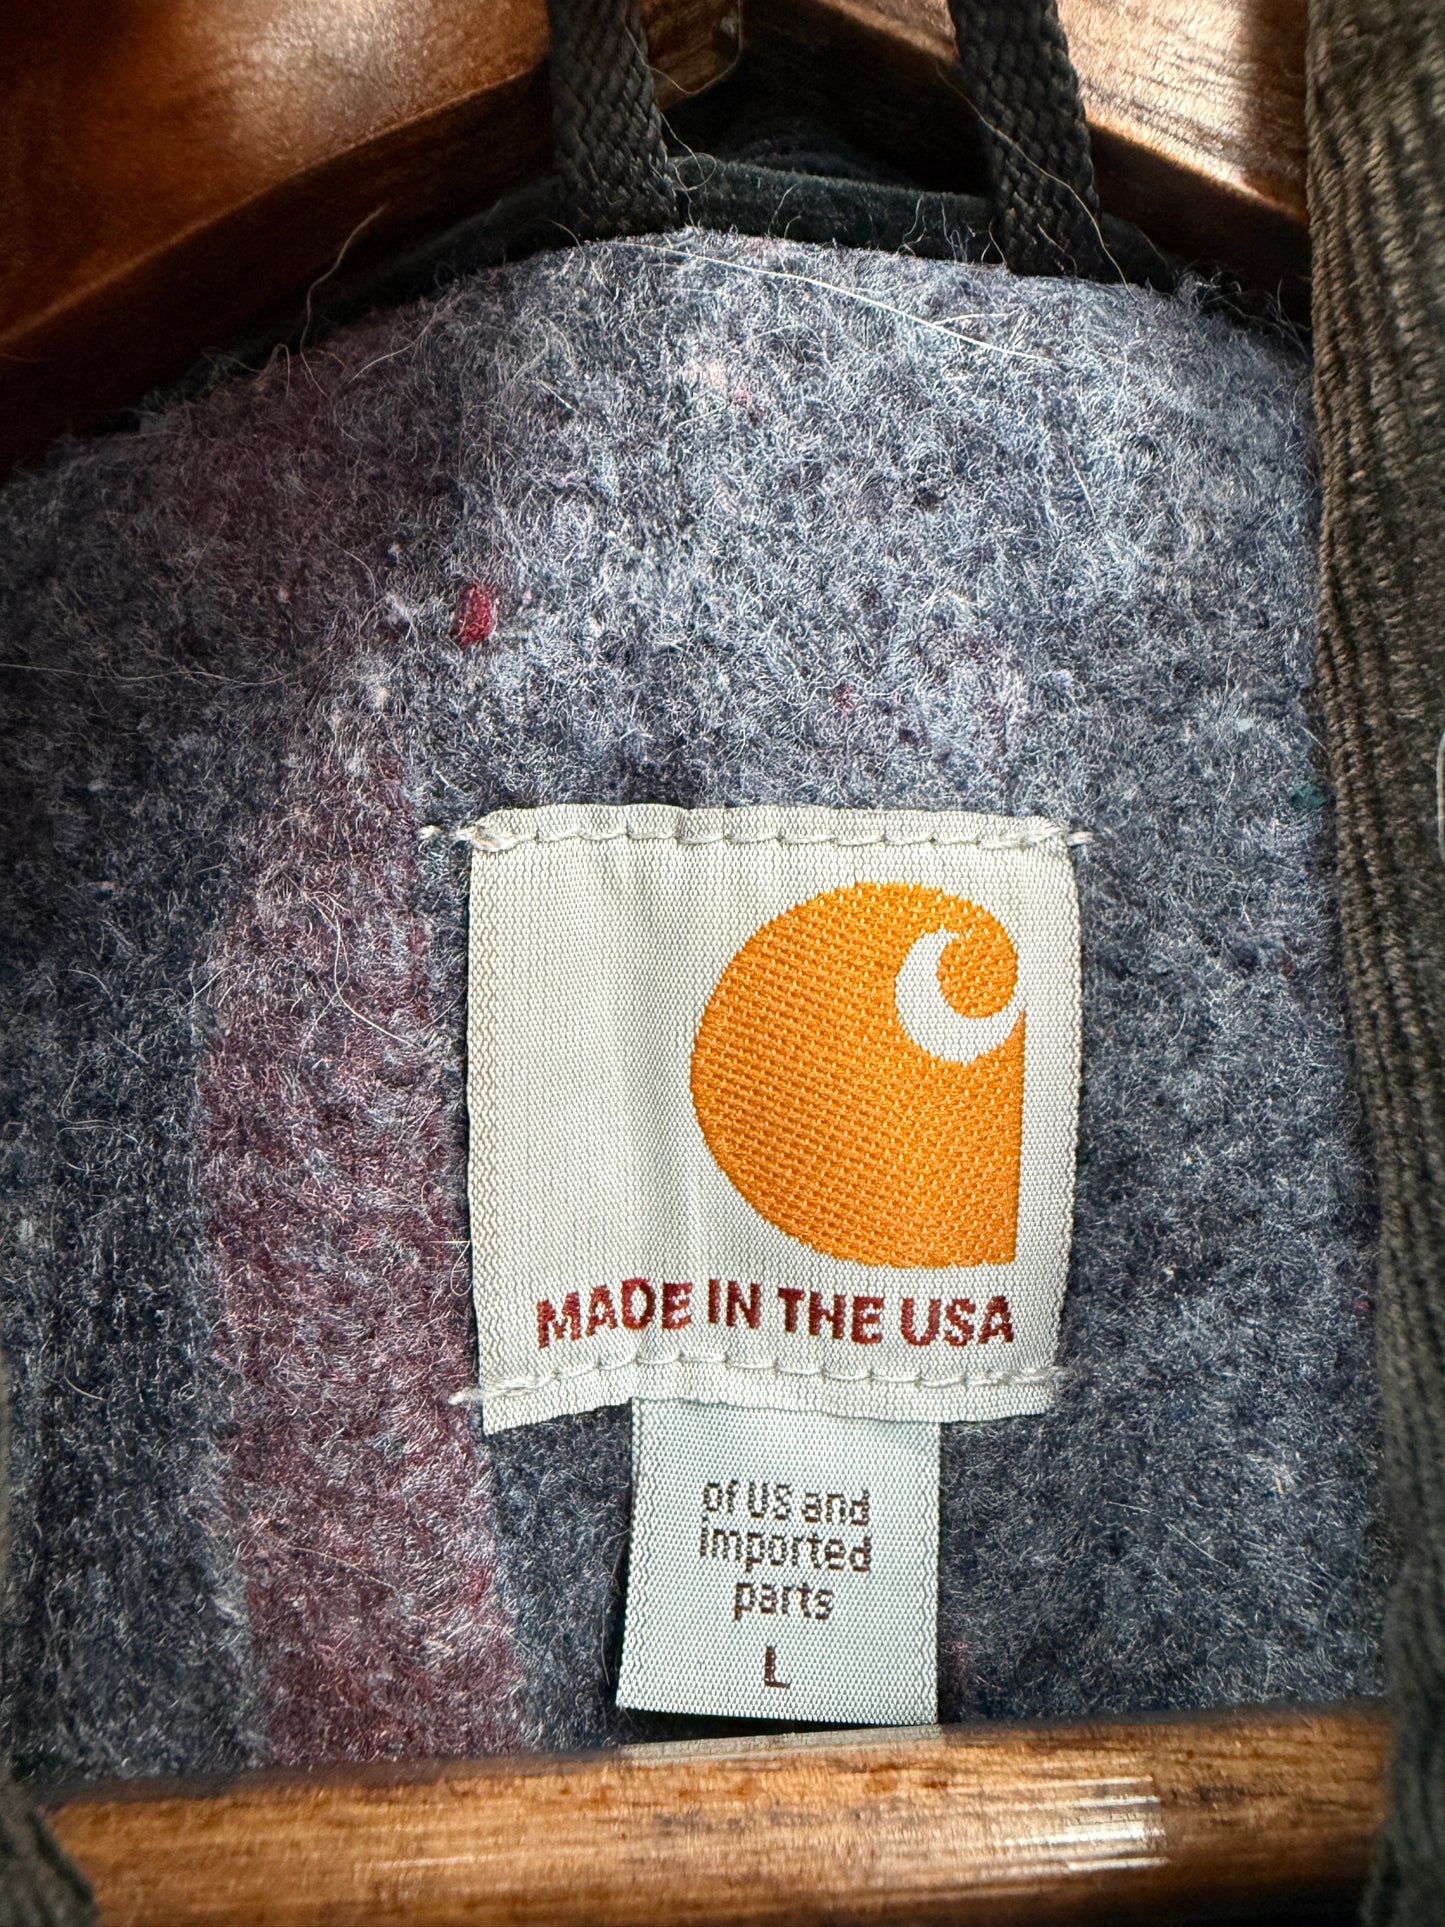 MADE IN THE USA
of US and
imported
parts
L